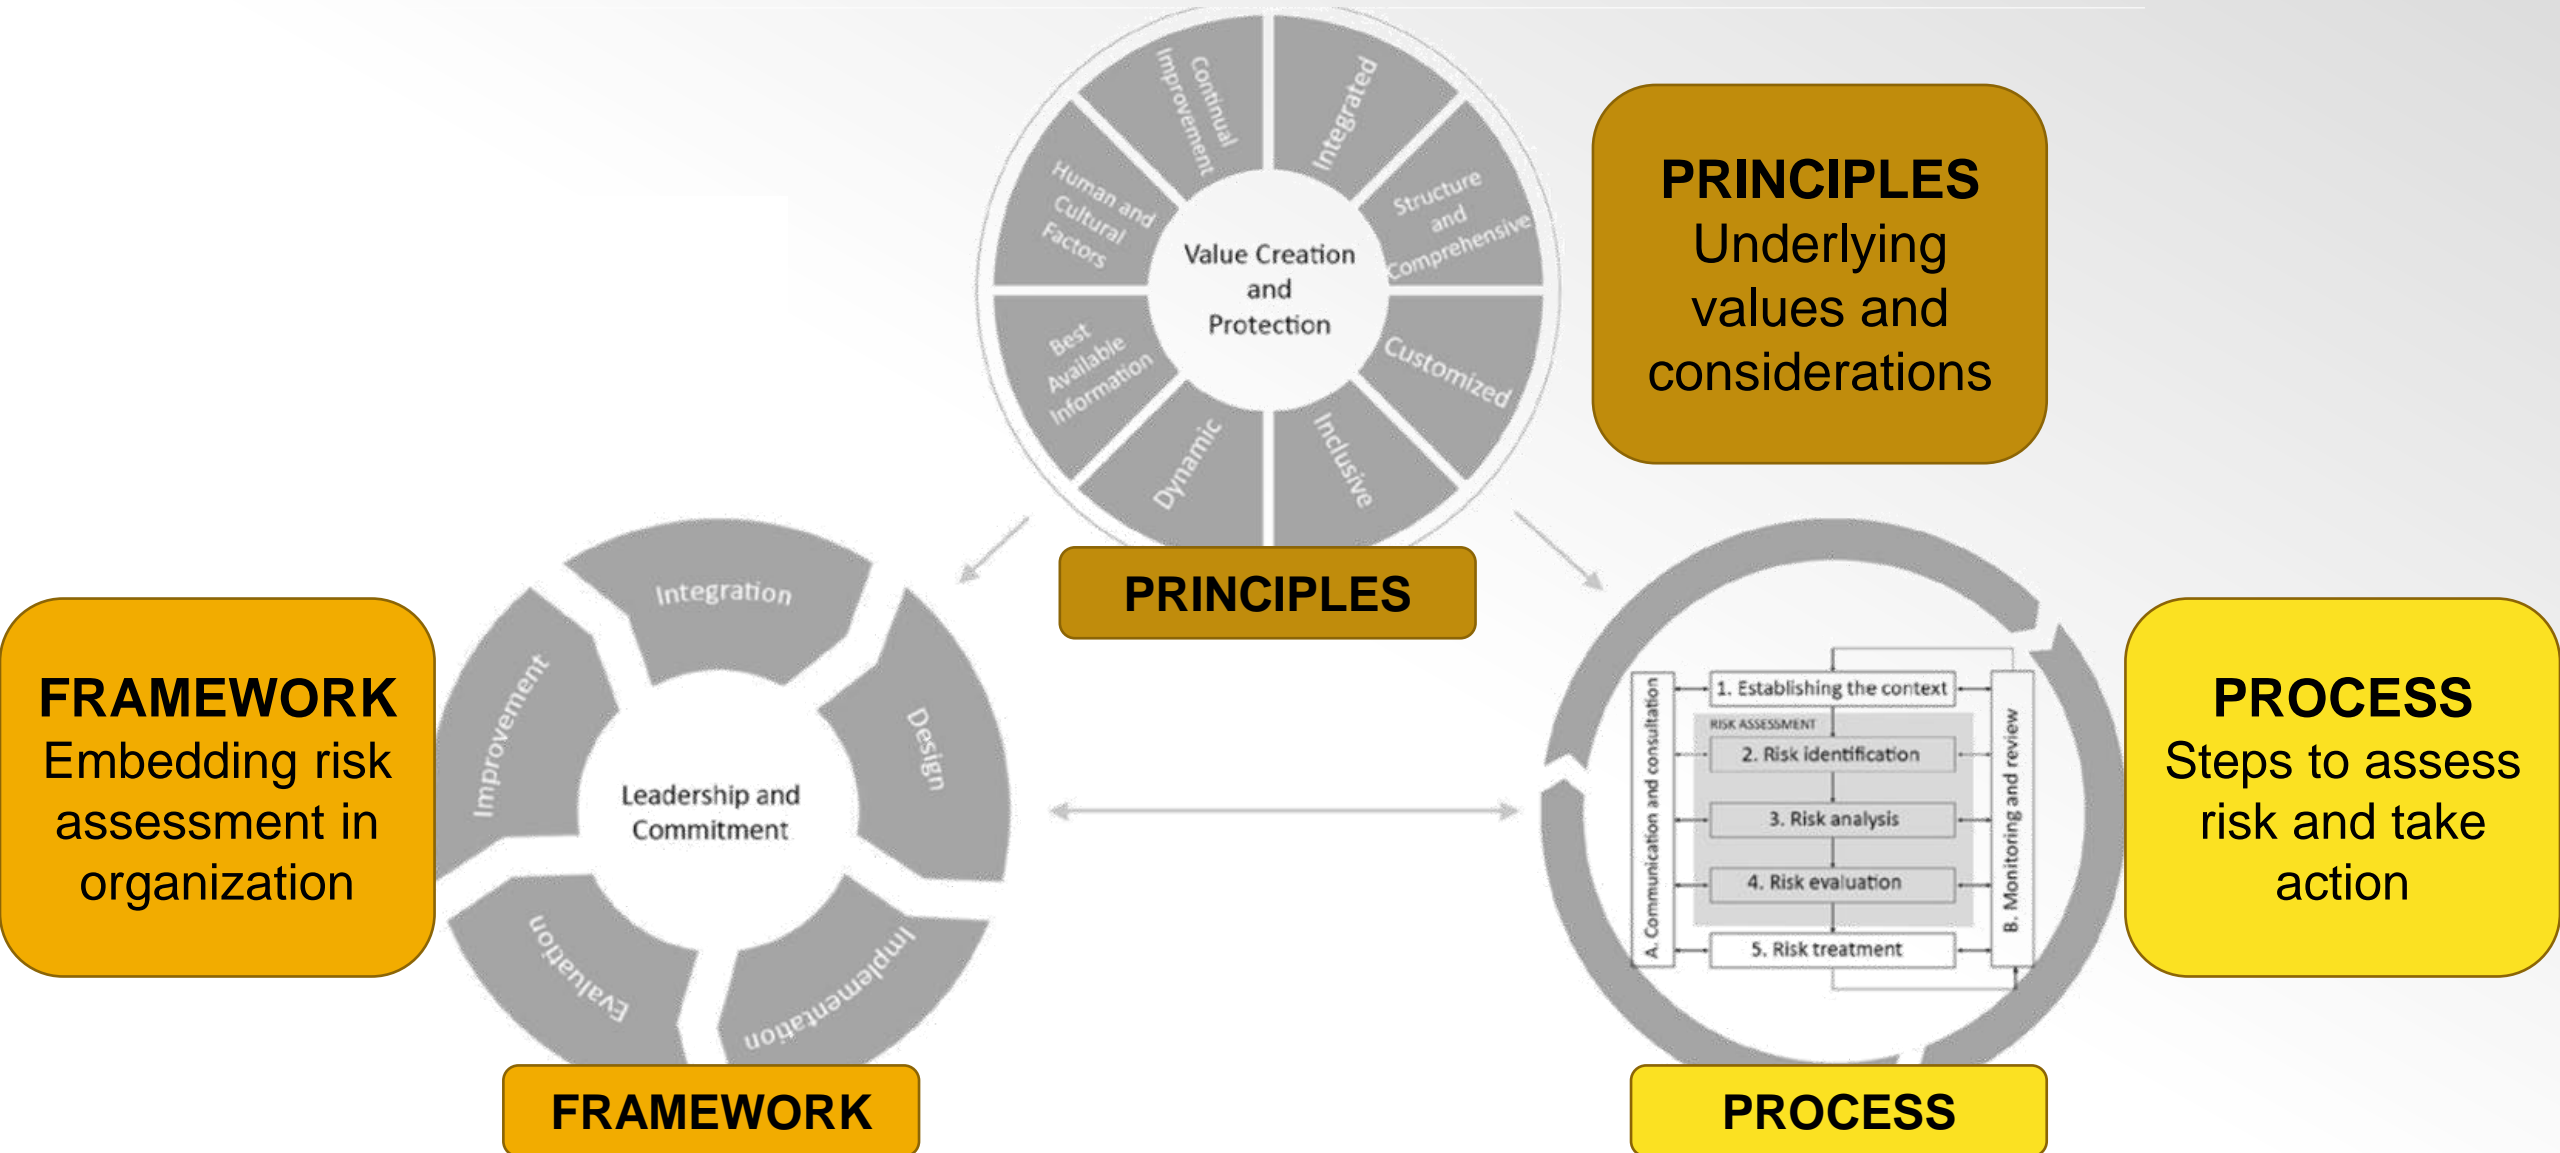 Continual
Improvement
Integrated
Structure
and
Comprehensive
Customized
Inclusive
Dynamic
Best
Available
Information
Human and
Cultural
Factors
Value Creation
and
Protection
PRINCIPLES
Underlying
values and
considerations
PRINCIPLES
FRAMEWORK
Embedding risk
assessment in
organization
Integration
Design
Implementation
Evaluation
Improvement
Leadership and
Commitment
FRAMEWORK
A. Communication and consultation
1. Establishing the context
RISK ASSESSMENT
2. Risk identification
3. Risk analysis
4. Risk evaluation
5. Risk treatment
B. Monitoring and review
PROCESS
Steps to assess
risk and take
action
PROCESS